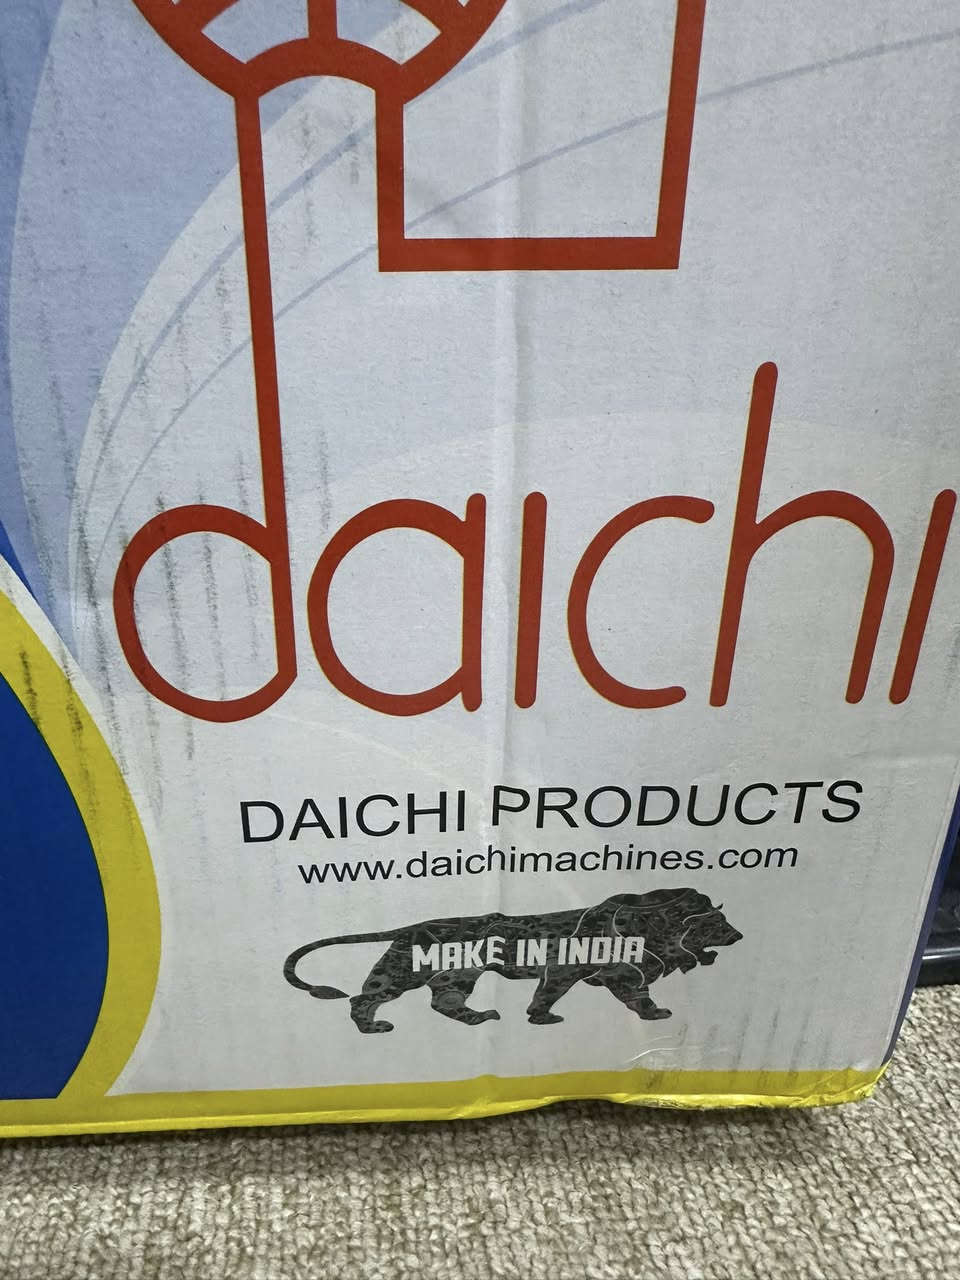 daichi
DAICHI PRODUCTS
www.daichimachines.com
MAKE IN INDIA